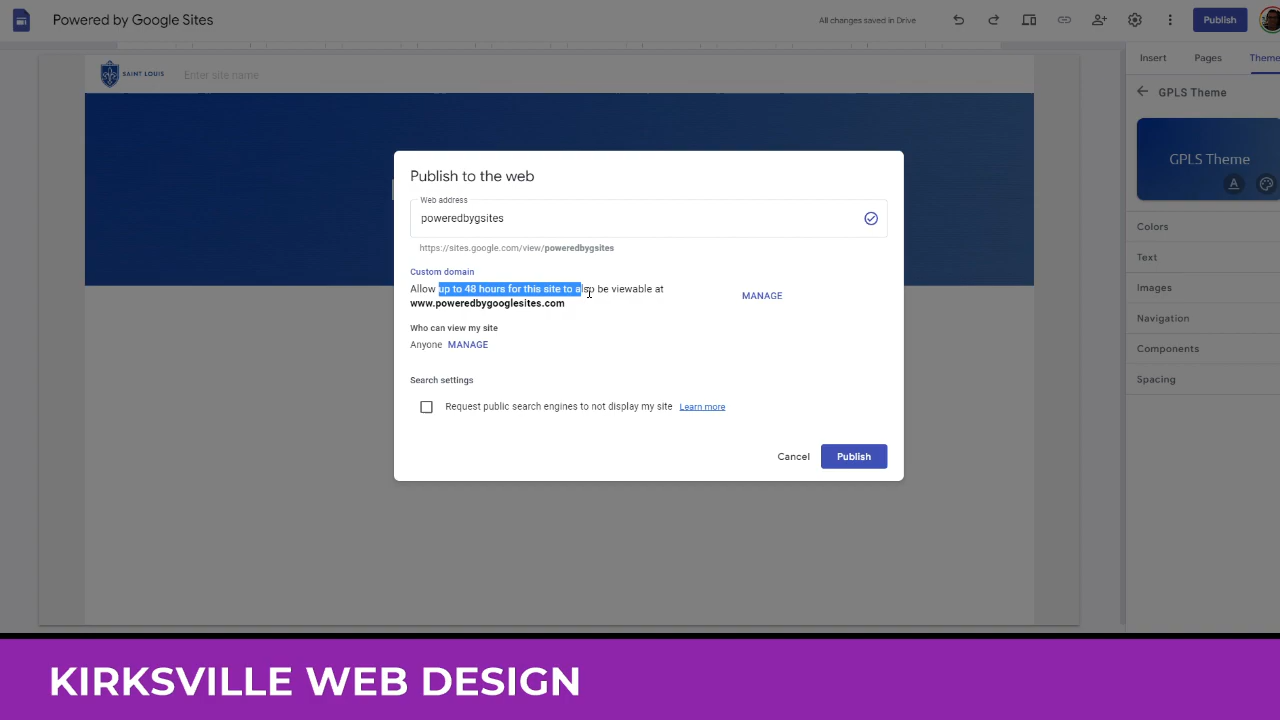 Powered by Google Sites
All changes saved in Drive
Publish
SAINT LOUIS
Enter site name
Insert
Pages
Theme
GPLS Theme
GPLS Theme
A
Colors
Text
Images
Navigation
Components
Spacing
Publish to the web
Web address
poweredbygsites
https://sites.google.com/view/poweredbygsites
Custom domain
Allow up to 48 hours for this site to also be viewable at
www.poweredbygooglesites.com
MANAGE
Who can view my site
Anyone MANAGE
Search settings
Request public search engines to not display my site Learn more
Cancel
Publish
KIRKSVILLE WEB DESIGN